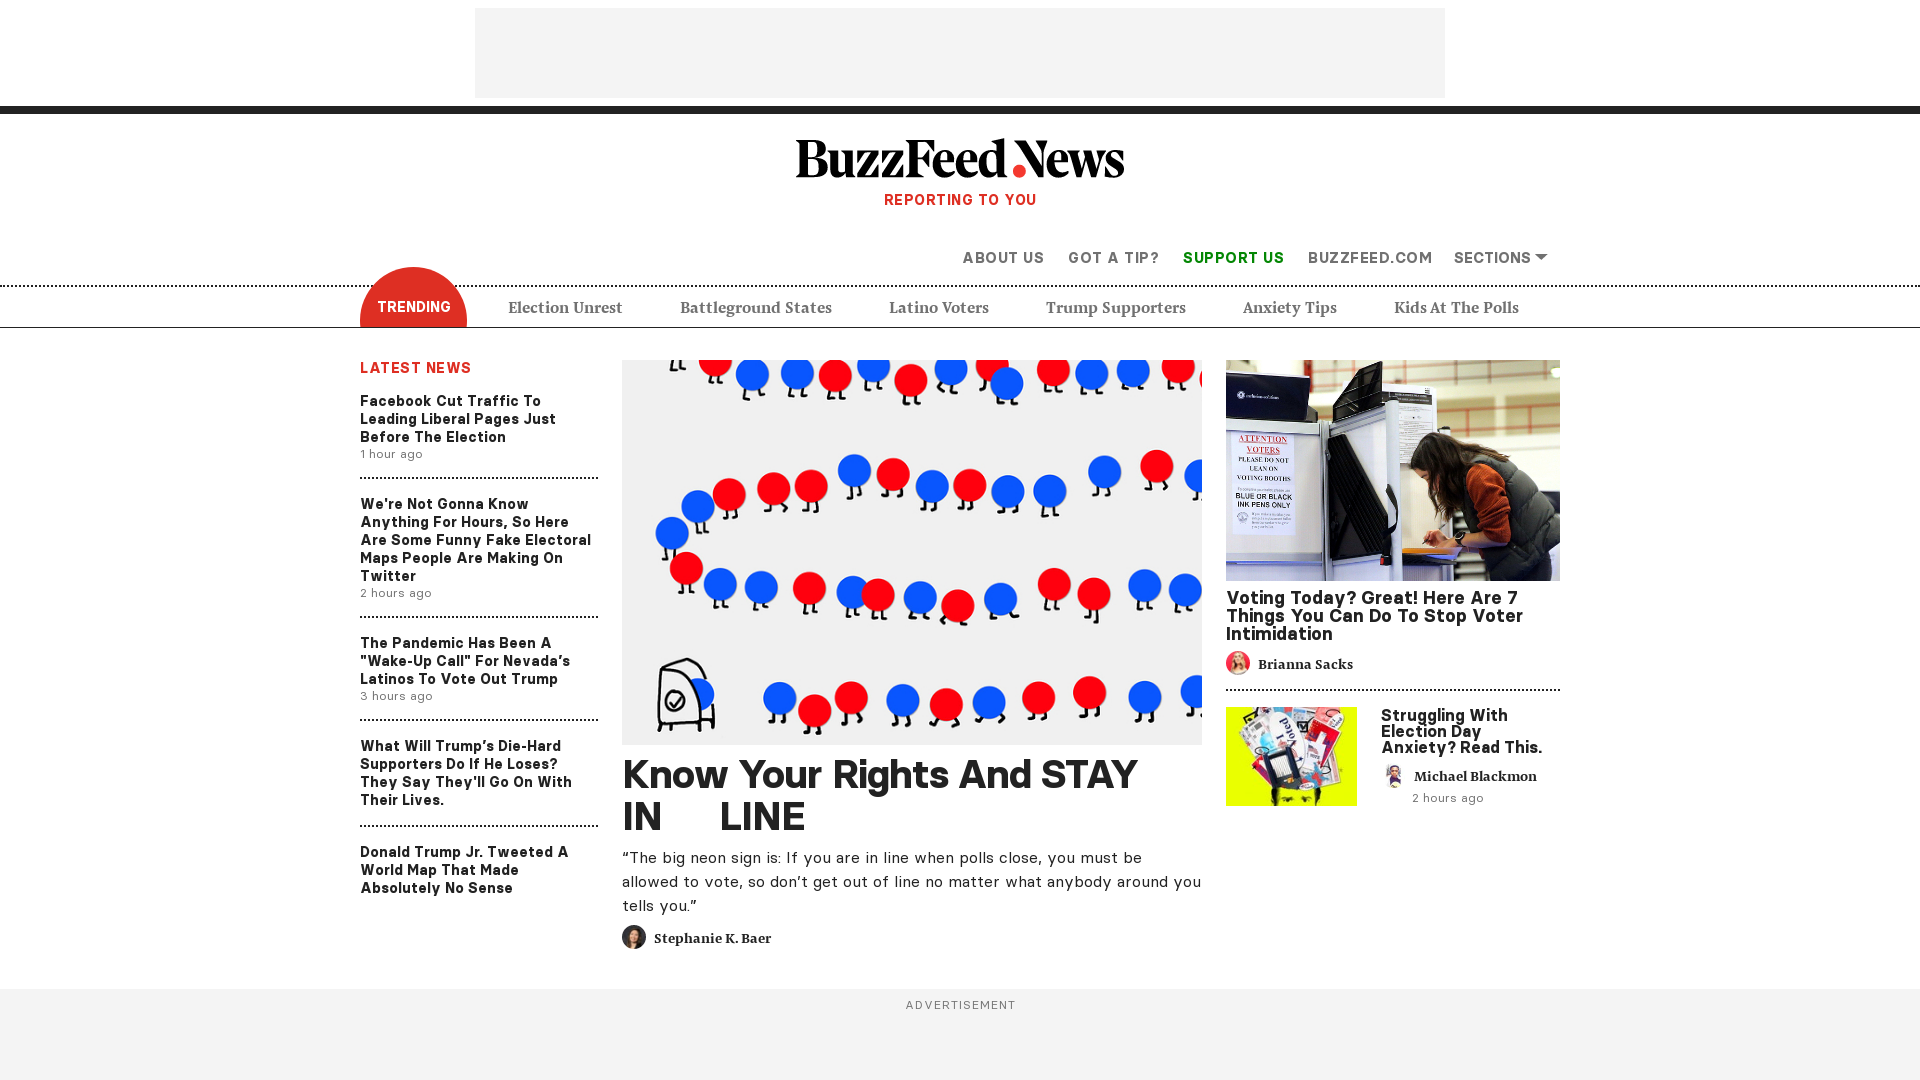 BuzzFeed News
REPORTING TO YOU
ABOUT US
GOT A TIP?
SUPPORT US
BUZZFEED.COM
SECTIONS
TRENDING
Election Unrest
Battleground States
Latino Voters
Trump Supporters
Anxiety Tips
Kids At The Polls
LATEST NEWS
Facebook Cut Traffic To
Leading Liberal Pages Just
Before The Election
1 hour ago
We're Not Gonna Know
Anything For Hours, So Here
Are Some Funny Fake Electoral
Maps People Are Making On
Twitter
2 hours ago
The Pandemic Has Been A
"Wake-Up Call" For Nevada’s
Latinos To Vote Out Trump
3 hours ago
What Will Trump’s Die-Hard
Supporters Do If He Loses?
They Say They'll Go On With
Their Lives.
Donald Trump Jr. Tweeted A
World Map That Made
Absolutely No Sense
Know Your Rights And STAY
IN LINE
“The big neon sign is: If you are in line when polls close, you must be
allowed to vote, so don’t get out of line no matter what anybody around you
tells you.”
Stephanie K. Baer
ATTENTION
VOTERS
PLEASE DO NOT
LEAN ON
VOTING BOOTHS
BLUE OR BLACK
INK PENS ONLY
Voting Today? Great! Here Are 7
Things You Can Do To Stop Voter
Intimidation
Brianna Sacks
I Voted
Struggling With
Election Day
Anxiety? Read This.
Michael Blackmon
2 hours ago
ADVERTISEMENT